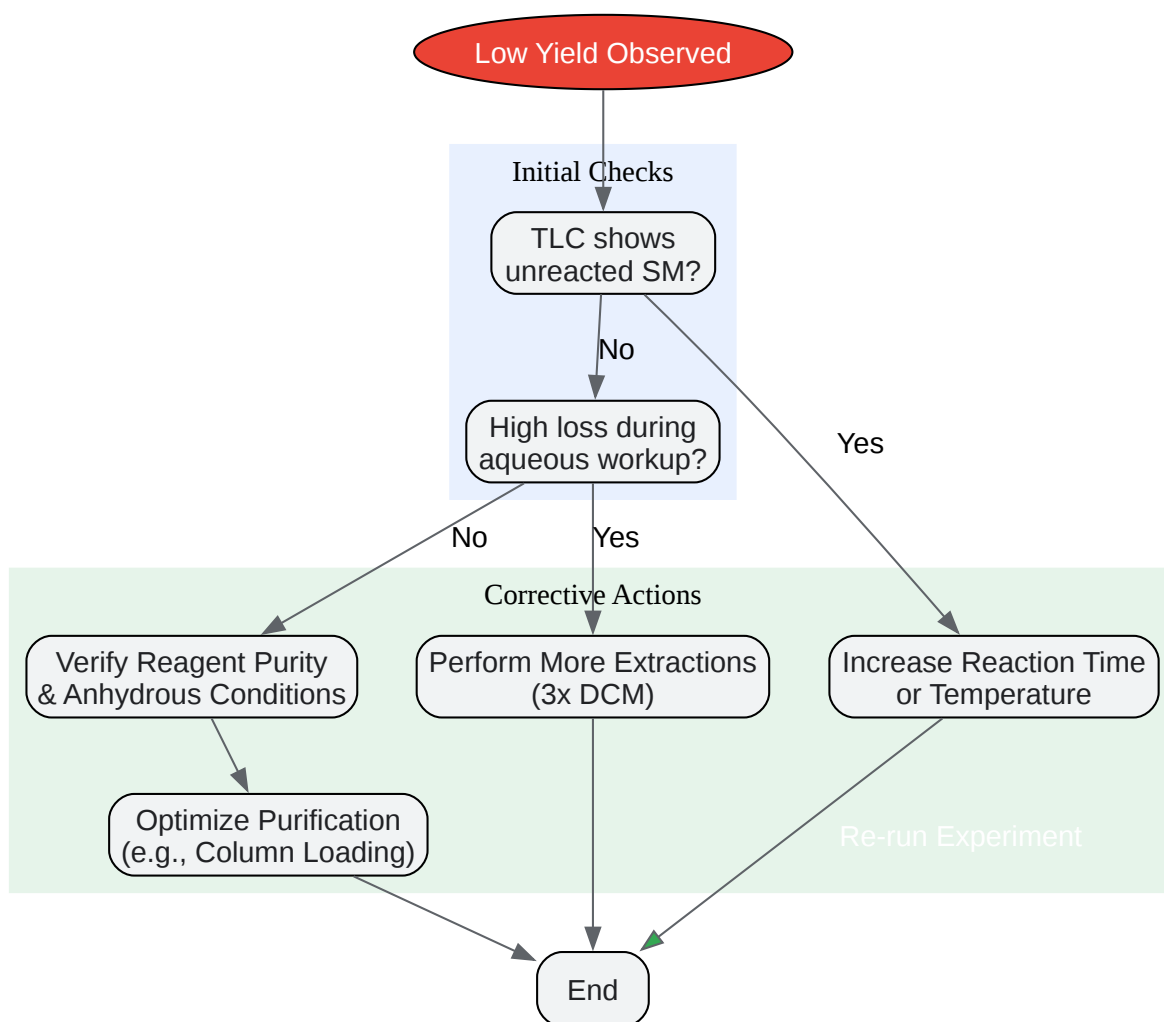 Low Yield Observed
Initial Checks
TLC shows
unreacted SM?
No
High loss during
aqueous workup?
Yes
No
Yes
Corrective Actions
Verify Reagent Purity
& Anhydrous Conditions
Perform More Extractions
(3x DCM)
Increase Reaction Time
or Temperature
Optimize Purification
(e.g., Column Loading)
Re-run Experiment
End